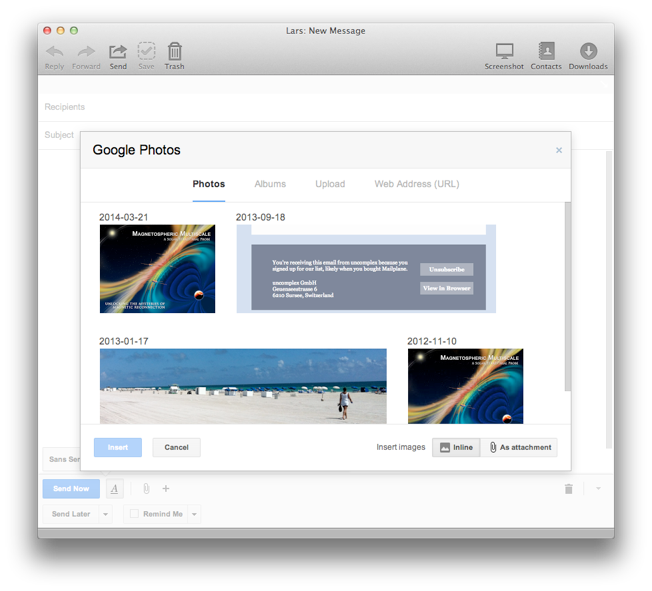 Lars: New Message
Reply Forward Send Save Trash Screenshot Contacts Downloads
Recipients
Subject
Google Photos ×
Photos Albums Upload Web Address (URL)
2014-03-21 2013-09-18
MAGNETOSPHERIC MULTISCALE
You're receiving this email from uncomplex because you
signed up for our list, likely when you bought Mailplane.
Unsubscribe
uncomplex GmbH
6210 Sursee, Switzerland
View in Browser
UNLOCKING THE MYSTERIES OF
MAGNETIC RECONNECTION
2013-01-17 2012-11-10
MAGNETOSPHERIC MULTISCALE
Insert Cancel Insert images Inline As attachment
Sans Ser
Send Now A
Send Later Remind Me